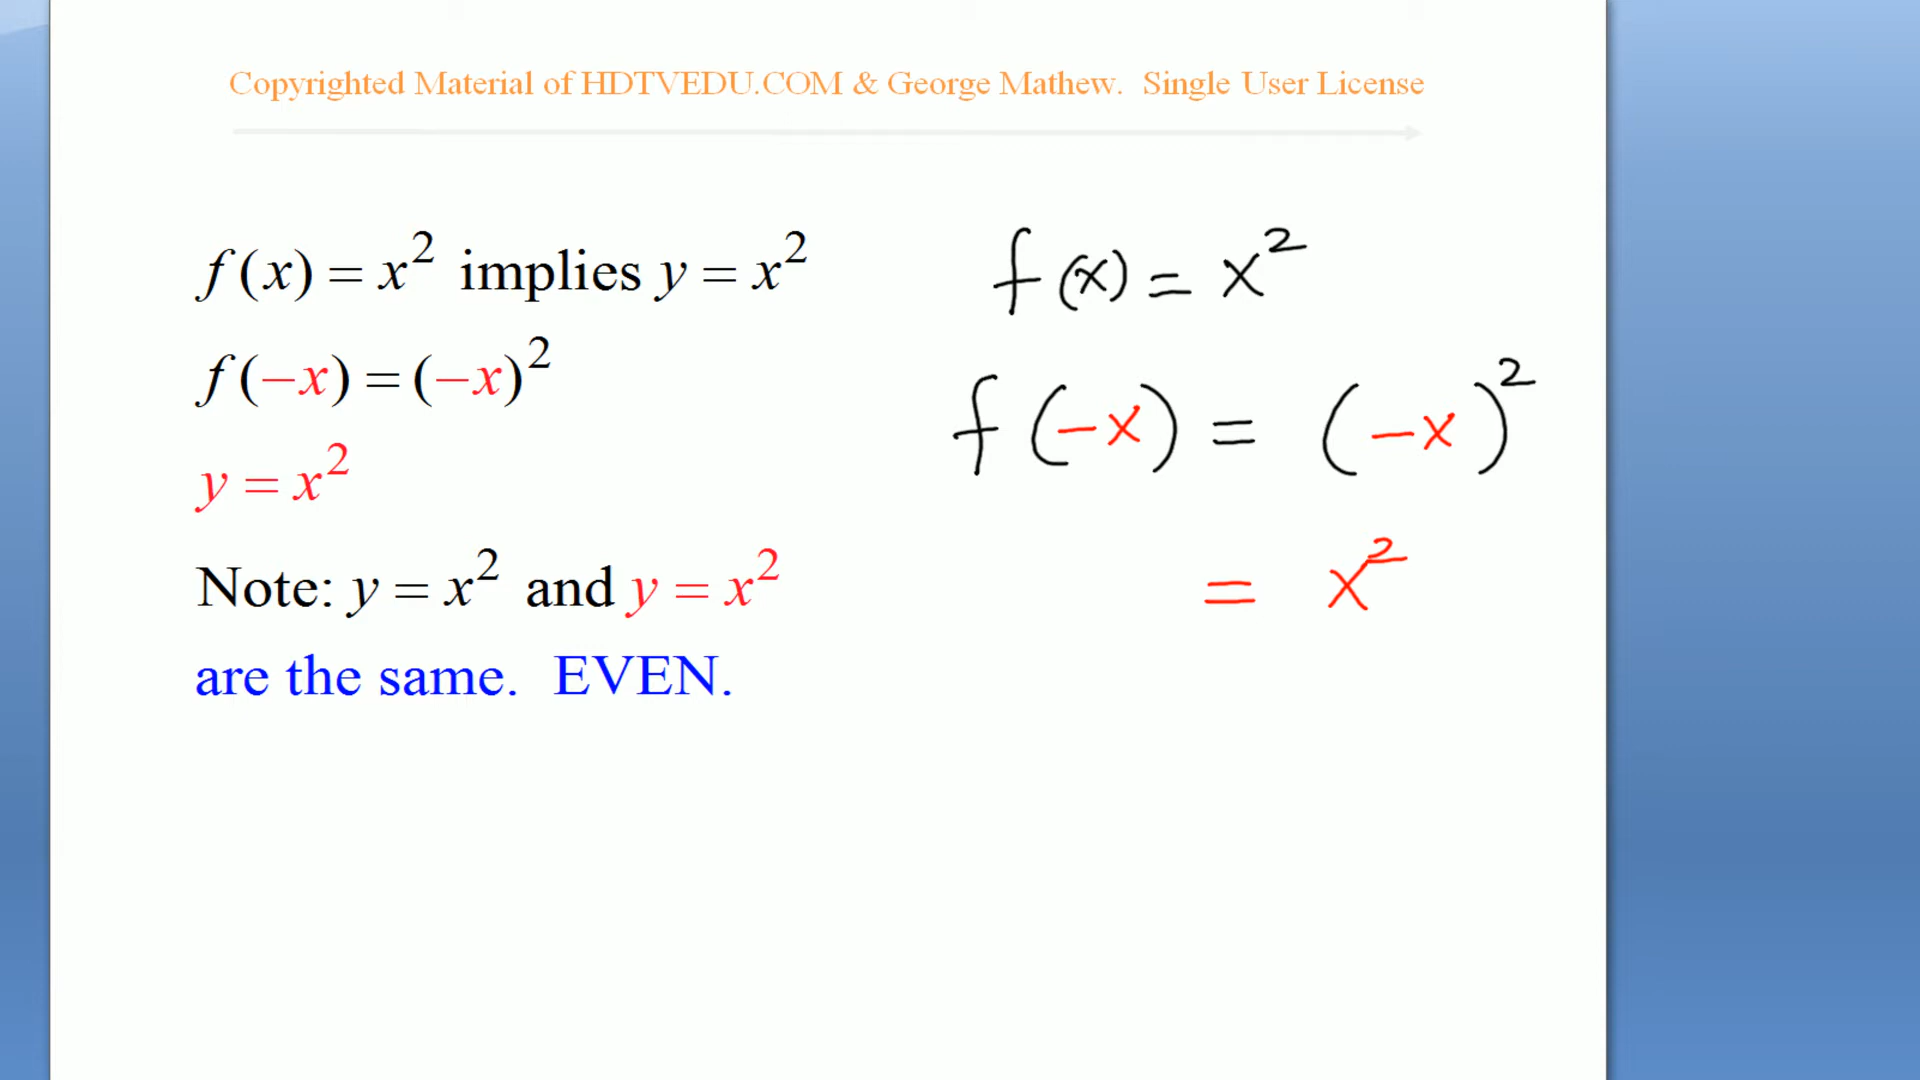 Copyrighted Material of HDTVEDU.COM & George Mathew. Single User License
f(x) = x² implies y = x²
f(−x) = (−x)²
y = x²
Note: y = x² and y = x²
are the same. EVEN.
f(x) = x²
f(−x) = (−x)²
= x²